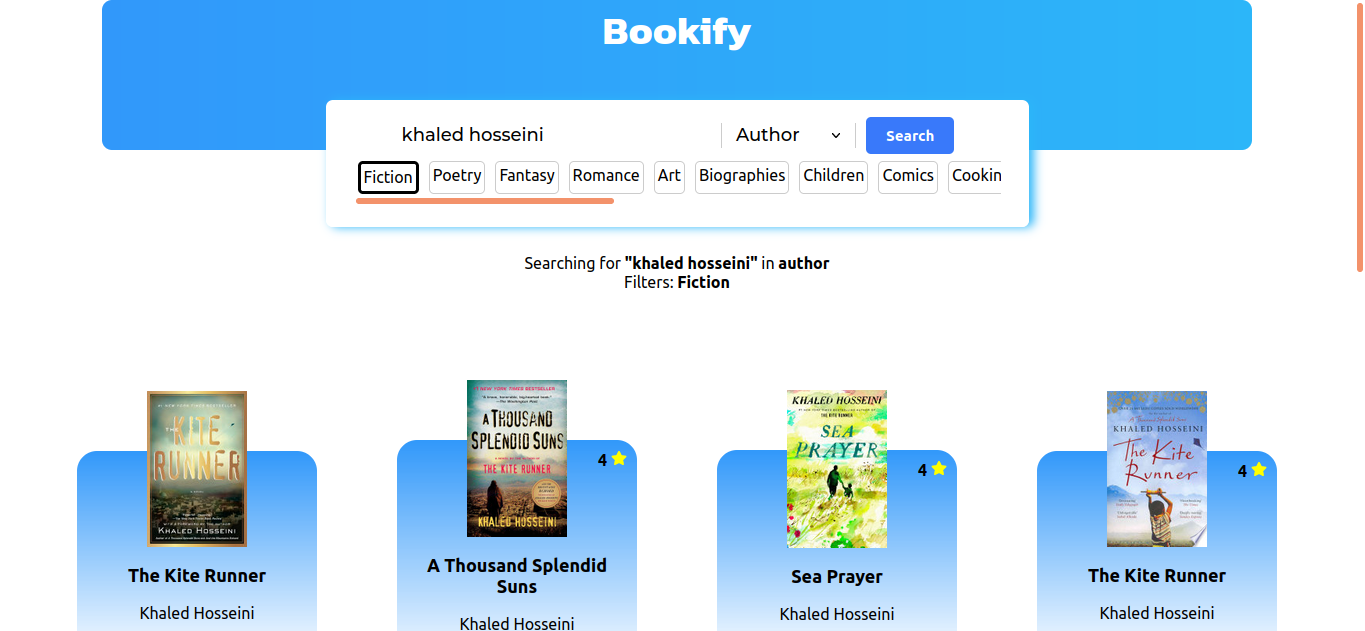 Bookify
khaled hosseini Author Search
Fiction Poetry Fantasy Romance Art Biographies Children Comics Cookin
Searching for "khaled hosseini" in author
Filters: Fiction
THE KITE
RUNNER
KHALED HOSSEINI
The Kite Runner
Khaled Hosseini
#1 NEW YORK TIMES BESTSELLER
A THOUSAND
SPLENDID SUNS
THE KITE RUNNER
KHALED HOSSEINI
4
A Thousand Splendid
Suns
Khaled Hosseini
KHALED HOSSEINI
THE KITE RUNNER
SEA
PRAYER
4
Sea Prayer
Khaled Hosseini
A Thousand Splendid Suns
KHALED HOSSEINI
The Kite
Runner
4
The Kite Runner
Khaled Hosseini